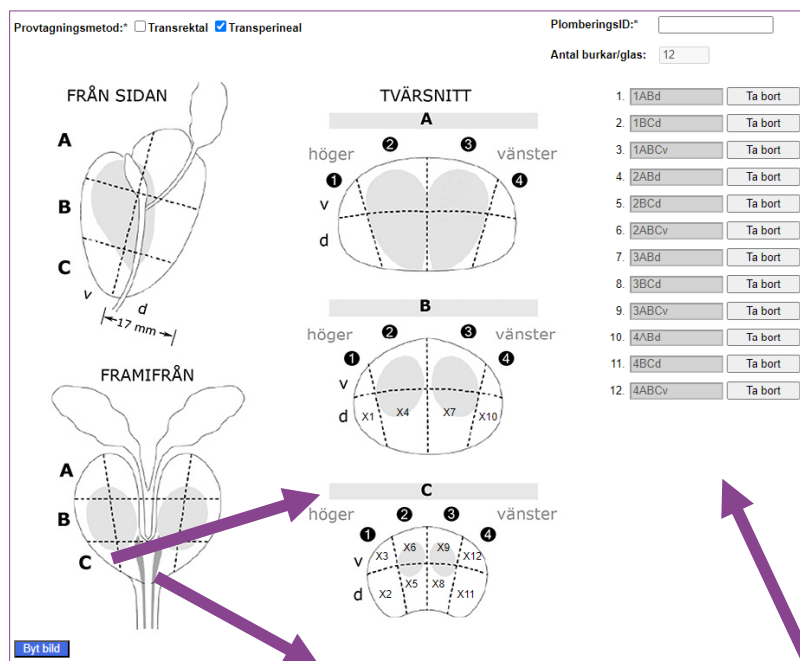 Provtagningsmetod:* Transrektal Transperineal
PlomberingsID:*
Antal burkar/glas: 12
FRÅN SIDAN
A
B
C
v
d
17 mm
FRAMIFRÅN
A
B
C
Byt bild
TVÄRSNITT
A
höger 2 3 vänster
1 4
v
d
B
höger 2 3 vänster
1 4
v
d X1 X4 X7 X10
C
höger 2 3 vänster
1 4
v X3 X6 X9 X12
d X2 X5 X8 X11
1. 1ABd Ta bort
2. 1BCd Ta bort
3. 1ABCv Ta bort
4. 2ABd Ta bort
5. 2BCd Ta bort
6. 2ABCv Ta bort
7. 3ABd Ta bort
8. 3BCd Ta bort
9. 3ABCv Ta bort
10. 4ABd Ta bort
11. 4BCd Ta bort
12. 4ABCv Ta bort